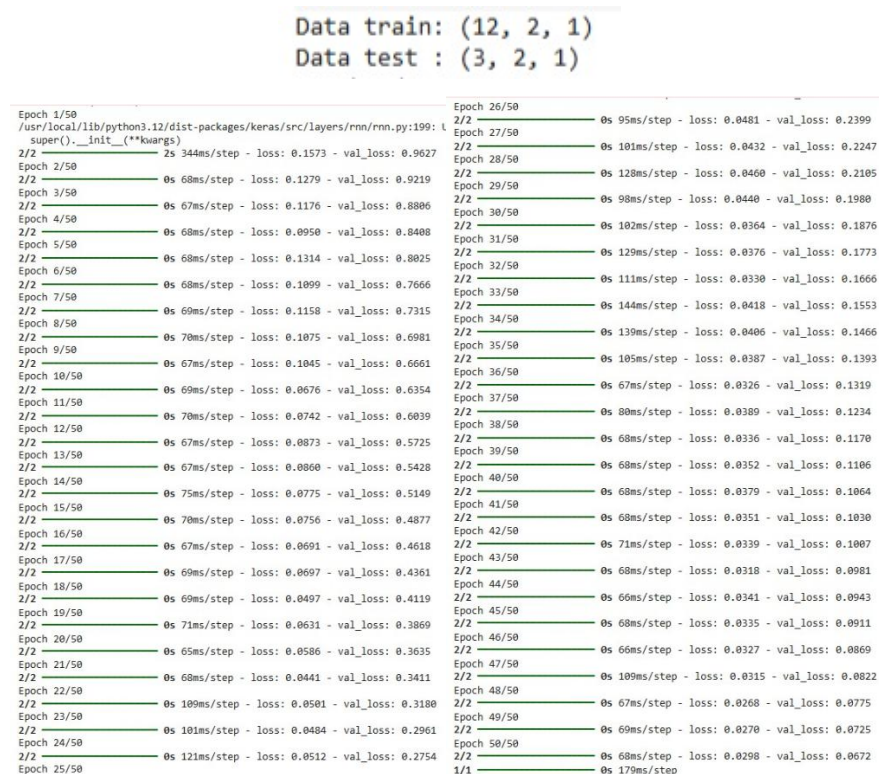 Data train: (12, 2, 1)
Data test : (3, 2, 1)
Epoch 1/50
/usr/local/lib/python3.12/dist-packages/keras/src/layers/rnn/rnn.py:199: U
super().__init__(**kwargs)
2/2 2s 344ms/step - loss: 0.1573 - val_loss: 0.9627
Epoch 2/50
2/2 0s 68ms/step - loss: 0.1279 - val_loss: 0.9219
Epoch 3/50
2/2 0s 67ms/step - loss: 0.1176 - val_loss: 0.8806
Epoch 4/50
2/2 0s 68ms/step - loss: 0.0950 - val_loss: 0.8408
Epoch 5/50
2/2 0s 68ms/step - loss: 0.1314 - val_loss: 0.8025
Epoch 6/50
2/2 0s 68ms/step - loss: 0.1099 - val_loss: 0.7666
Epoch 7/50
2/2 0s 69ms/step - loss: 0.1158 - val_loss: 0.7315
Epoch 8/50
2/2 0s 70ms/step - loss: 0.1075 - val_loss: 0.6981
Epoch 9/50
2/2 0s 67ms/step - loss: 0.1045 - val_loss: 0.6661
Epoch 10/50
2/2 0s 69ms/step - loss: 0.0676 - val_loss: 0.6354
Epoch 11/50
2/2 0s 70ms/step - loss: 0.0742 - val_loss: 0.6039
Epoch 12/50
2/2 0s 67ms/step - loss: 0.0873 - val_loss: 0.5725
Epoch 13/50
2/2 0s 67ms/step - loss: 0.0860 - val_loss: 0.5428
Epoch 14/50
2/2 0s 75ms/step - loss: 0.0775 - val_loss: 0.5149
Epoch 15/50
2/2 0s 70ms/step - loss: 0.0756 - val_loss: 0.4877
Epoch 16/50
2/2 0s 67ms/step - loss: 0.0691 - val_loss: 0.4618
Epoch 17/50
2/2 0s 69ms/step - loss: 0.0697 - val_loss: 0.4361
Epoch 18/50
2/2 0s 69ms/step - loss: 0.0497 - val_loss: 0.4119
Epoch 19/50
2/2 0s 71ms/step - loss: 0.0631 - val_loss: 0.3869
Epoch 20/50
2/2 0s 65ms/step - loss: 0.0586 - val_loss: 0.3635
Epoch 21/50
2/2 0s 68ms/step - loss: 0.0441 - val_loss: 0.3411
Epoch 22/50
2/2 0s 109ms/step - loss: 0.0501 - val_loss: 0.3180
Epoch 23/50
2/2 0s 101ms/step - loss: 0.0484 - val_loss: 0.2961
Epoch 24/50
2/2 0s 121ms/step - loss: 0.0512 - val_loss: 0.2754
Epoch 25/50
Epoch 26/50
2/2 0s 95ms/step - loss: 0.0481 - val_loss: 0.2399
Epoch 27/50
2/2 0s 101ms/step - loss: 0.0432 - val_loss: 0.2247
Epoch 28/50
2/2 0s 128ms/step - loss: 0.0460 - val_loss: 0.2105
Epoch 29/50
2/2 0s 98ms/step - loss: 0.0440 - val_loss: 0.1980
Epoch 30/50
2/2 0s 102ms/step - loss: 0.0364 - val_loss: 0.1876
Epoch 31/50
2/2 0s 129ms/step - loss: 0.0376 - val_loss: 0.1773
Epoch 32/50
2/2 0s 111ms/step - loss: 0.0330 - val_loss: 0.1666
Epoch 33/50
2/2 0s 144ms/step - loss: 0.0418 - val_loss: 0.1553
Epoch 34/50
2/2 0s 139ms/step - loss: 0.0406 - val_loss: 0.1466
Epoch 35/50
2/2 0s 105ms/step - loss: 0.0387 - val_loss: 0.1393
Epoch 36/50
2/2 0s 67ms/step - loss: 0.0326 - val_loss: 0.1319
Epoch 37/50
2/2 0s 80ms/step - loss: 0.0389 - val_loss: 0.1234
Epoch 38/50
2/2 0s 68ms/step - loss: 0.0336 - val_loss: 0.1170
Epoch 39/50
2/2 0s 68ms/step - loss: 0.0352 - val_loss: 0.1106
Epoch 40/50
2/2 0s 68ms/step - loss: 0.0379 - val_loss: 0.1064
Epoch 41/50
2/2 0s 68ms/step - loss: 0.0351 - val_loss: 0.1030
Epoch 42/50
2/2 0s 71ms/step - loss: 0.0339 - val_loss: 0.1007
Epoch 43/50
2/2 0s 68ms/step - loss: 0.0318 - val_loss: 0.0981
Epoch 44/50
2/2 0s 66ms/step - loss: 0.0341 - val_loss: 0.0943
Epoch 45/50
2/2 0s 68ms/step - loss: 0.0335 - val_loss: 0.0911
Epoch 46/50
2/2 0s 66ms/step - loss: 0.0327 - val_loss: 0.0869
Epoch 47/50
2/2 0s 109ms/step - loss: 0.0315 - val_loss: 0.0822
Epoch 48/50
2/2 0s 67ms/step - loss: 0.0268 - val_loss: 0.0775
Epoch 49/50
2/2 0s 69ms/step - loss: 0.0270 - val_loss: 0.0725
Epoch 50/50
2/2 0s 68ms/step - loss: 0.0298 - val_loss: 0.0672
1/1 0s 179ms/step